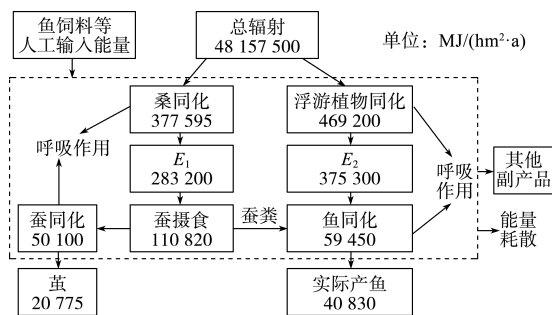 鱼饲料等
人工输入能量
总辐射
48 157 500
单位：MJ/(hm²·a)
桑同化
377 595
浮游植物同化
469 200
呼吸作用
E₁
283 200
E₂
375 300
呼吸
作用
其他
副产品
蚕同化
50 100
蚕摄食
110 820
蚕类
鱼同化
59 450
能量
耗散
茧
20 775
实际产鱼
40 830